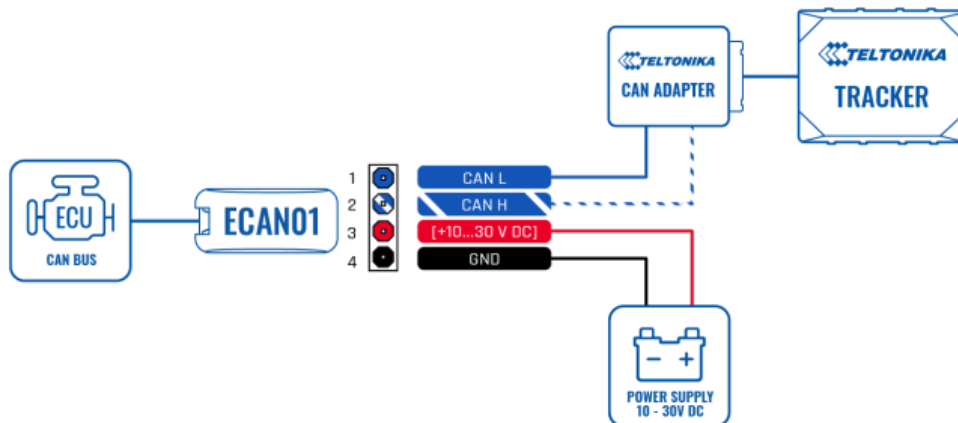 TELTONIKA
CAN ADAPTER
TELTONIKA
TRACKER
ECU
CAN BUS
ECAN01
1
CAN L
2
CAN H
3
[+10...30 V DC]
4
GND
POWER SUPPLY
10 - 30V DC